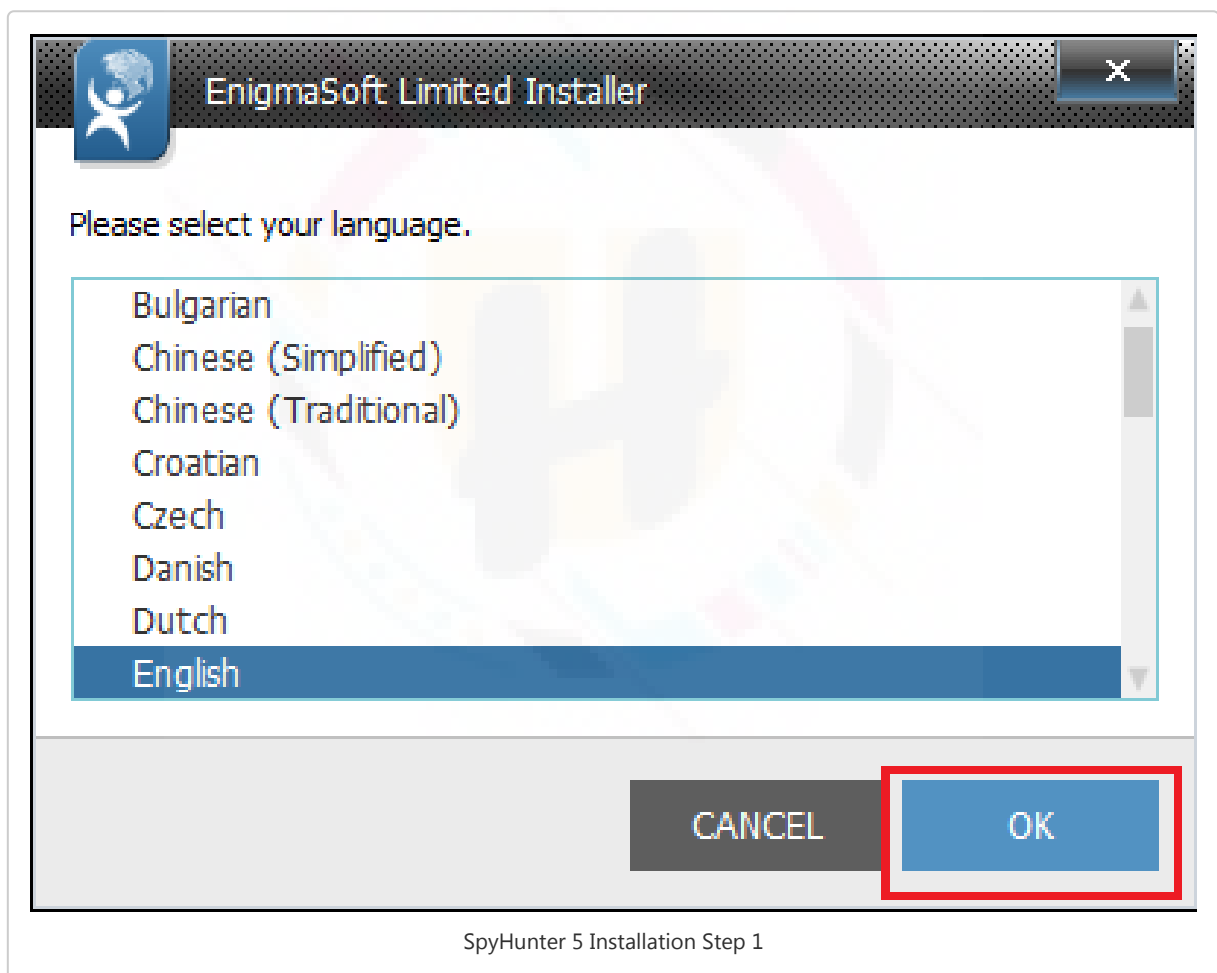 EnigmaSoft Limited Installer
Please select your language.
Bulgarian
Chinese (Simplified)
Chinese (Traditional)
Croatian
Czech
Danish
Dutch
English
CANCEL
OK
SpyHunter 5 Installation Step 1